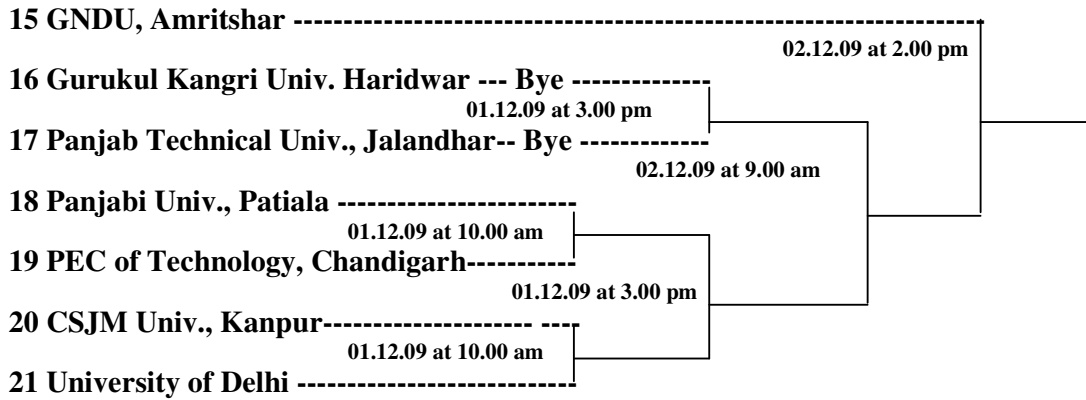 15 GNDU, Amritshar ---------------------------------------------------------------------
02.12.09 at 2.00 pm
16 Gurukul Kangri Univ. Haridwar --- Bye --------------
01.12.09 at 3.00 pm
17 Panjab Technical Univ., Jalandhar-- Bye -------------
02.12.09 at 9.00 am
18 Panjabi Univ., Patiala ------------------------
01.12.09 at 10.00 am
19 PEC of Technology, Chandigarh-----------
01.12.09 at 3.00 pm
20 CSJM Univ., Kanpur--------------------- ----
01.12.09 at 10.00 am
21 University of Delhi ----------------------------